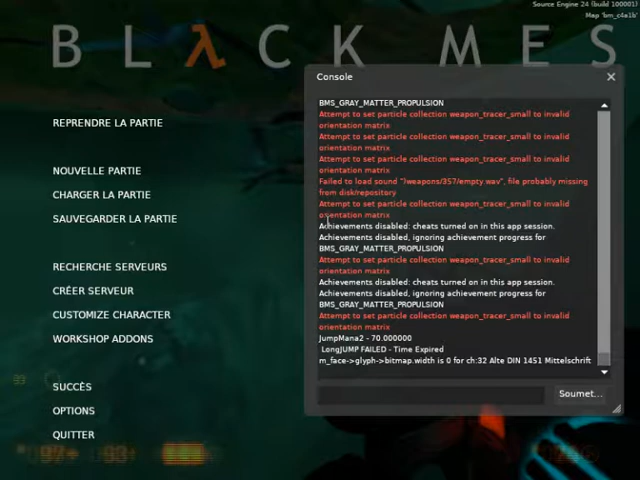 Source Engine 24 (build 100001)
Map 'bm_c4a1b'
BLλCK MES
Console
BMS_GRAY_MATTER_PROPULSION
Attempt to set particle collection weapon_tracer_small to invalid
orientation matrix
Attempt to set particle collection weapon_tracer_small to invalid
orientation matrix
Attempt to set particle collection weapon_tracer_small to invalid
orientation matrix
Failed to load sound "!weapons/357/empty.wav", file probably missing
from disk/repository
Attempt to set particle collection weapon_tracer_small to invalid
orientation matrix
Achievements disabled: cheats turned on in this app session.
Achievements disabled, ignoring achievement progress for
BMS_GRAY_MATTER_PROPULSION
Attempt to set particle collection weapon_tracer_small to invalid
orientation matrix
Achievements disabled: cheats turned on in this app session.
Achievements disabled, ignoring achievement progress for
BMS_GRAY_MATTER_PROPULSION
Attempt to set particle collection weapon_tracer_small to invalid
orientation matrix
JumpMana2 - 70.000000
LongJUMP FAILED - Time Expired
m_face->glyph->bitmap.width is 0 for ch:32 Alte DIN 1451 Mittelschrift
Soumet...
REPRENDRE LA PARTIE
NOUVELLE PARTIE
CHARGER LA PARTIE
SAUVEGARDER LA PARTIE
RECHERCHE SERVEURS
CRÉER SERVEUR
CUSTOMIZE CHARACTER
WORKSHOP ADDONS
SUCCÈS
OPTIONS
QUITTER